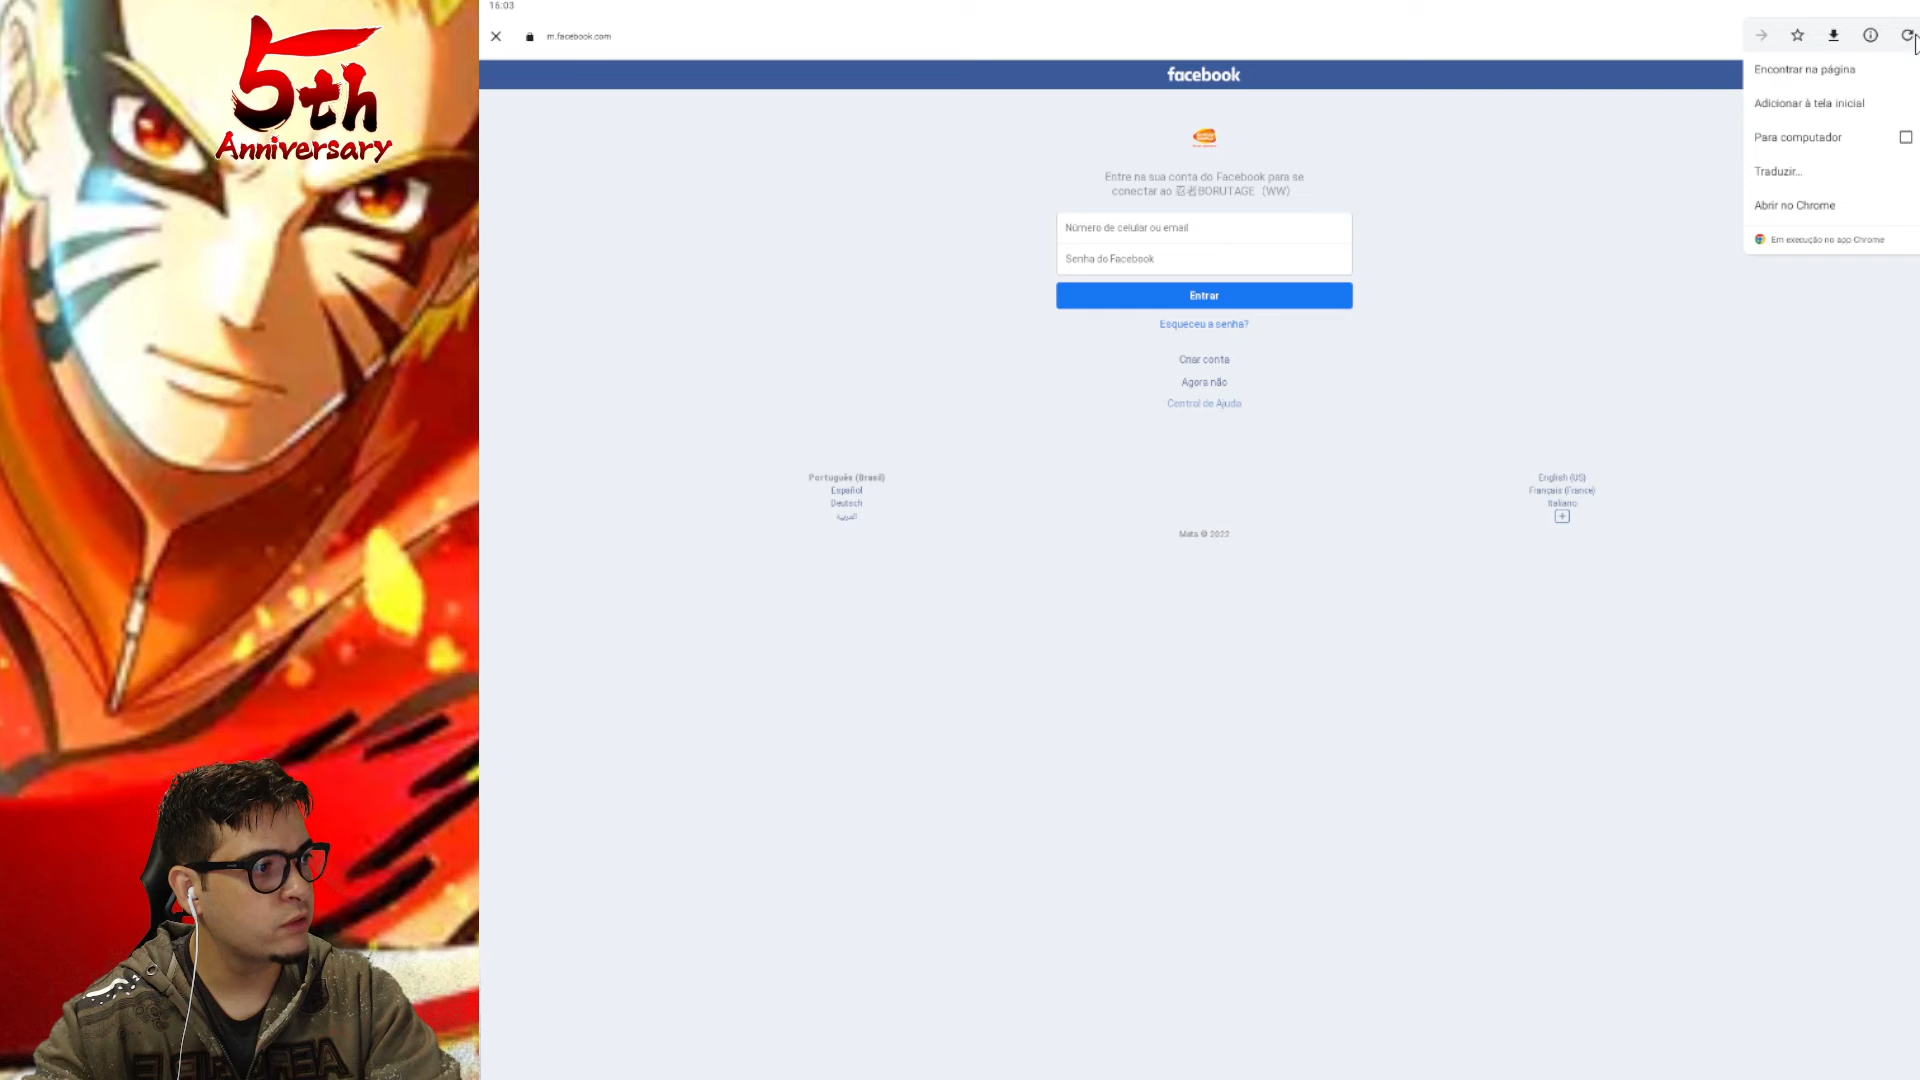 16:03
m.facebook.com
5th
Anniversary
facebook
Encontrar na página
Adicionar à tela inicial
Para computador
Traduzir...
Abrir no Chrome
Em execução no app Chrome
Entre na sua conta do Facebook para se
conectar ao 忍者BORUTAGE（WW）
Número de celular ou email
Senha do Facebook
Entrar
Esqueceu a senha?
Criar conta
Agora não
Central de Ajuda
Português (Brasil)
Español
Deutsch
العربية
English (US)
Français (France)
Italiano
Meta © 2022